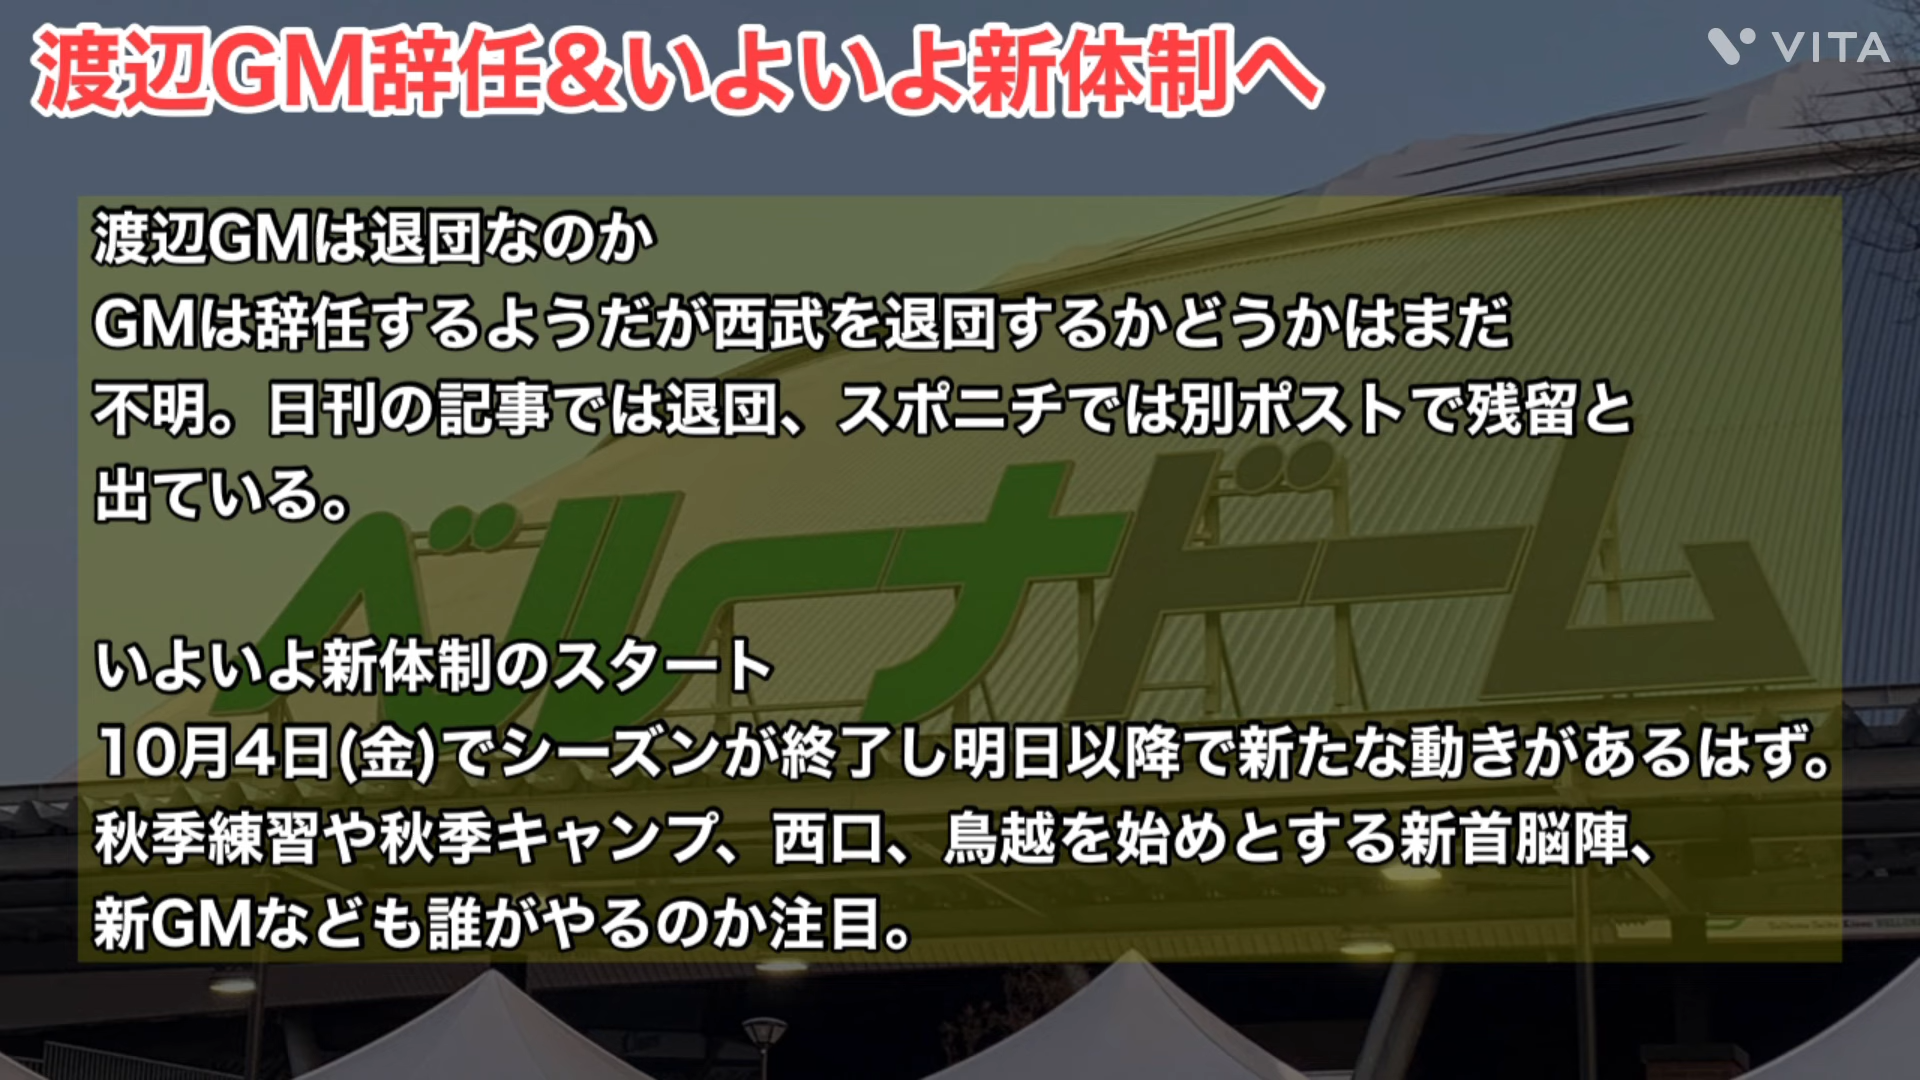 渡辺GM辞任&いよいよ新体制へ
VITA
渡辺GMは退団なのか
GMは辞任するようだが西武を退団するかどうかはまだ
不明。日刊の記事では退団、スポニチでは別ポストで残留と
出ている。
ベルーナドーム
いよいよ新体制のスタート
10月4日(金)でシーズンが終了し明日以降で新たな動きがあるはず。
秋季練習や秋季キャンプ、西口、鳥越を始めとする新首脳陣、
新GMなども誰がやるのか注目。